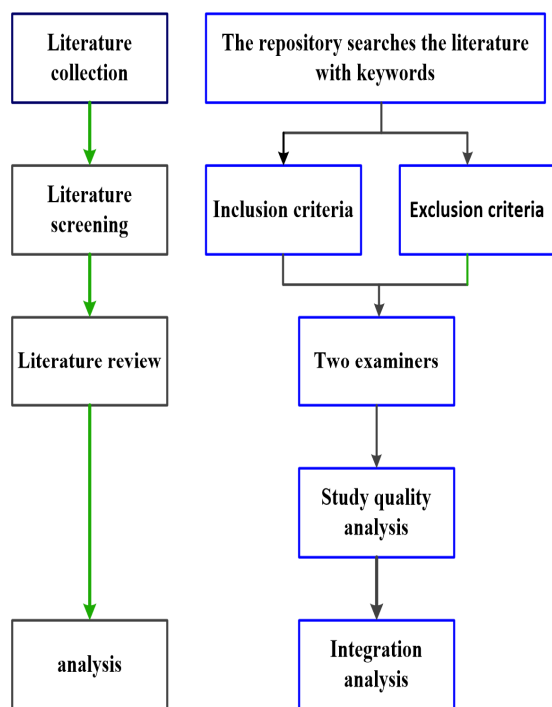 Literature
collection
The repository searches the literature
with keywords
Literature
screening
Inclusion criteria
Exclusion criteria
Literature review
Two examiners
Study quality
analysis
analysis
Integration
analysis